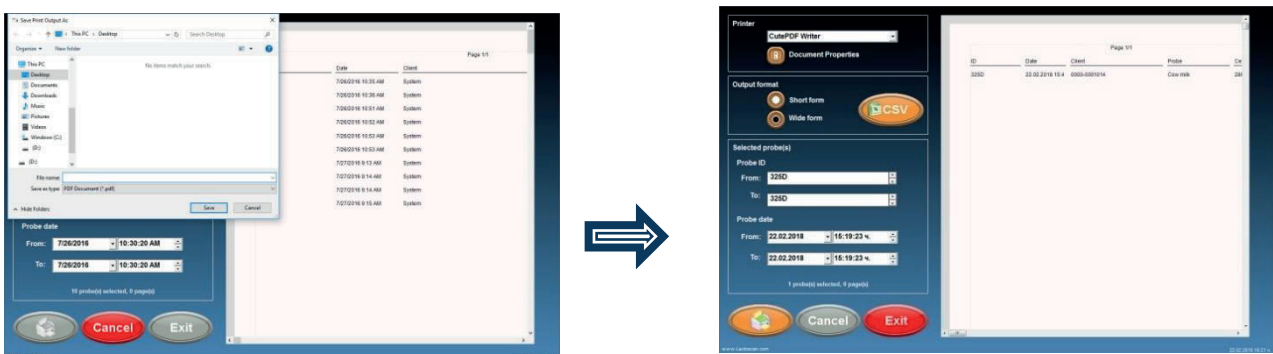 Save Print Output As
This PC › Desktop
Search Desktop
Organize
New folder
This PC
Desktop
Documents
Downloads
Music
Pictures
Videos
Windows (C:)
(D:)
(D:)
No items match your search.
File name:
Save as type: PDF Document (*.pdf)
Hide Folders
Save
Cancel
Page 1/1
Date Client
7/26/2016 10:35 AM System
7/26/2016 10:36 AM System
7/26/2016 10:51 AM System
7/26/2016 10:52 AM System
7/26/2016 10:53 AM System
7/26/2016 10:53 AM System
7/27/2016 9:13 AM System
7/27/2016 9:14 AM System
7/27/2016 9:14 AM System
7/27/2016 9:15 AM System
Probe date
From: 7/26/2016 10:30:20 AM
To: 7/26/2016 10:30:20 AM
10 probe(s) selected, 0 page(s)
Cancel
Exit
Printer
CutePDF Writer
Document Properties
Output format
Short form
Wide form
CSV
Selected probe(s)
Probe ID
From: 325D
To: 325D
Probe date
From: 22.02.2018 15:19:23 ч.
To: 22.02.2018 15:19:23 ч.
1 probe(s) selected, 0 page(s)
Cancel
Exit
Page 1/1
ID Date Client Probe
325D 22.02.2018 15:4 0003-0001014 Cow milk